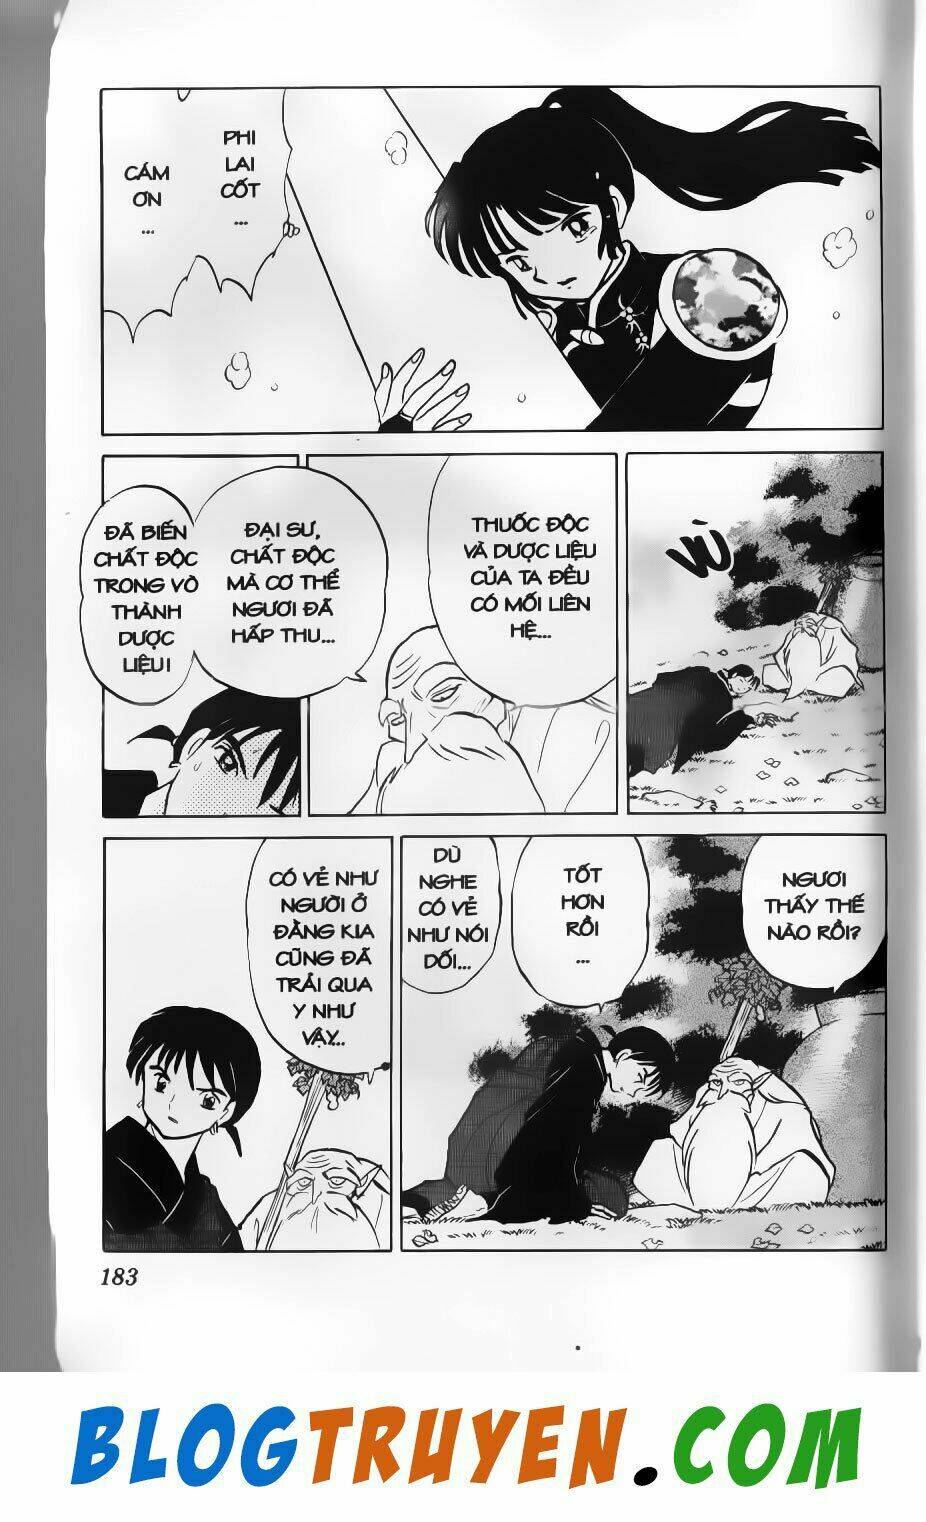 PHI
LAI
CỐT
...
CÁM
ƠN
...
VÙ
THUỐC ĐỘC
VÀ DƯỢC LIỆU
CỦA TA ĐỀU
CÓ MỐI LIÊN
HỆ...
ĐẠI SƯ,
CHẤT ĐỘC
MÀ CƠ THỂ
NGƯƠI ĐÃ
HẤP THU...
ĐÃ BIẾN
CHẤT ĐỘC
TRONG VÒ
THÀNH
DƯỢC
LIỆU!
NGƯƠI
THẤY THẾ
NÀO RỒI?
TỐT
HƠN
RỒI
...
DÙ
NGHE
CÓ VẺ
NHƯ NÓI
DỐI...
CÓ VẺ NHƯ
NGƯỜI Ở
ĐẰNG KIA
CŨNG ĐÃ
TRẢI QUA
Y NHƯ
VẬY...
183
BLOGTRUYEN.COM